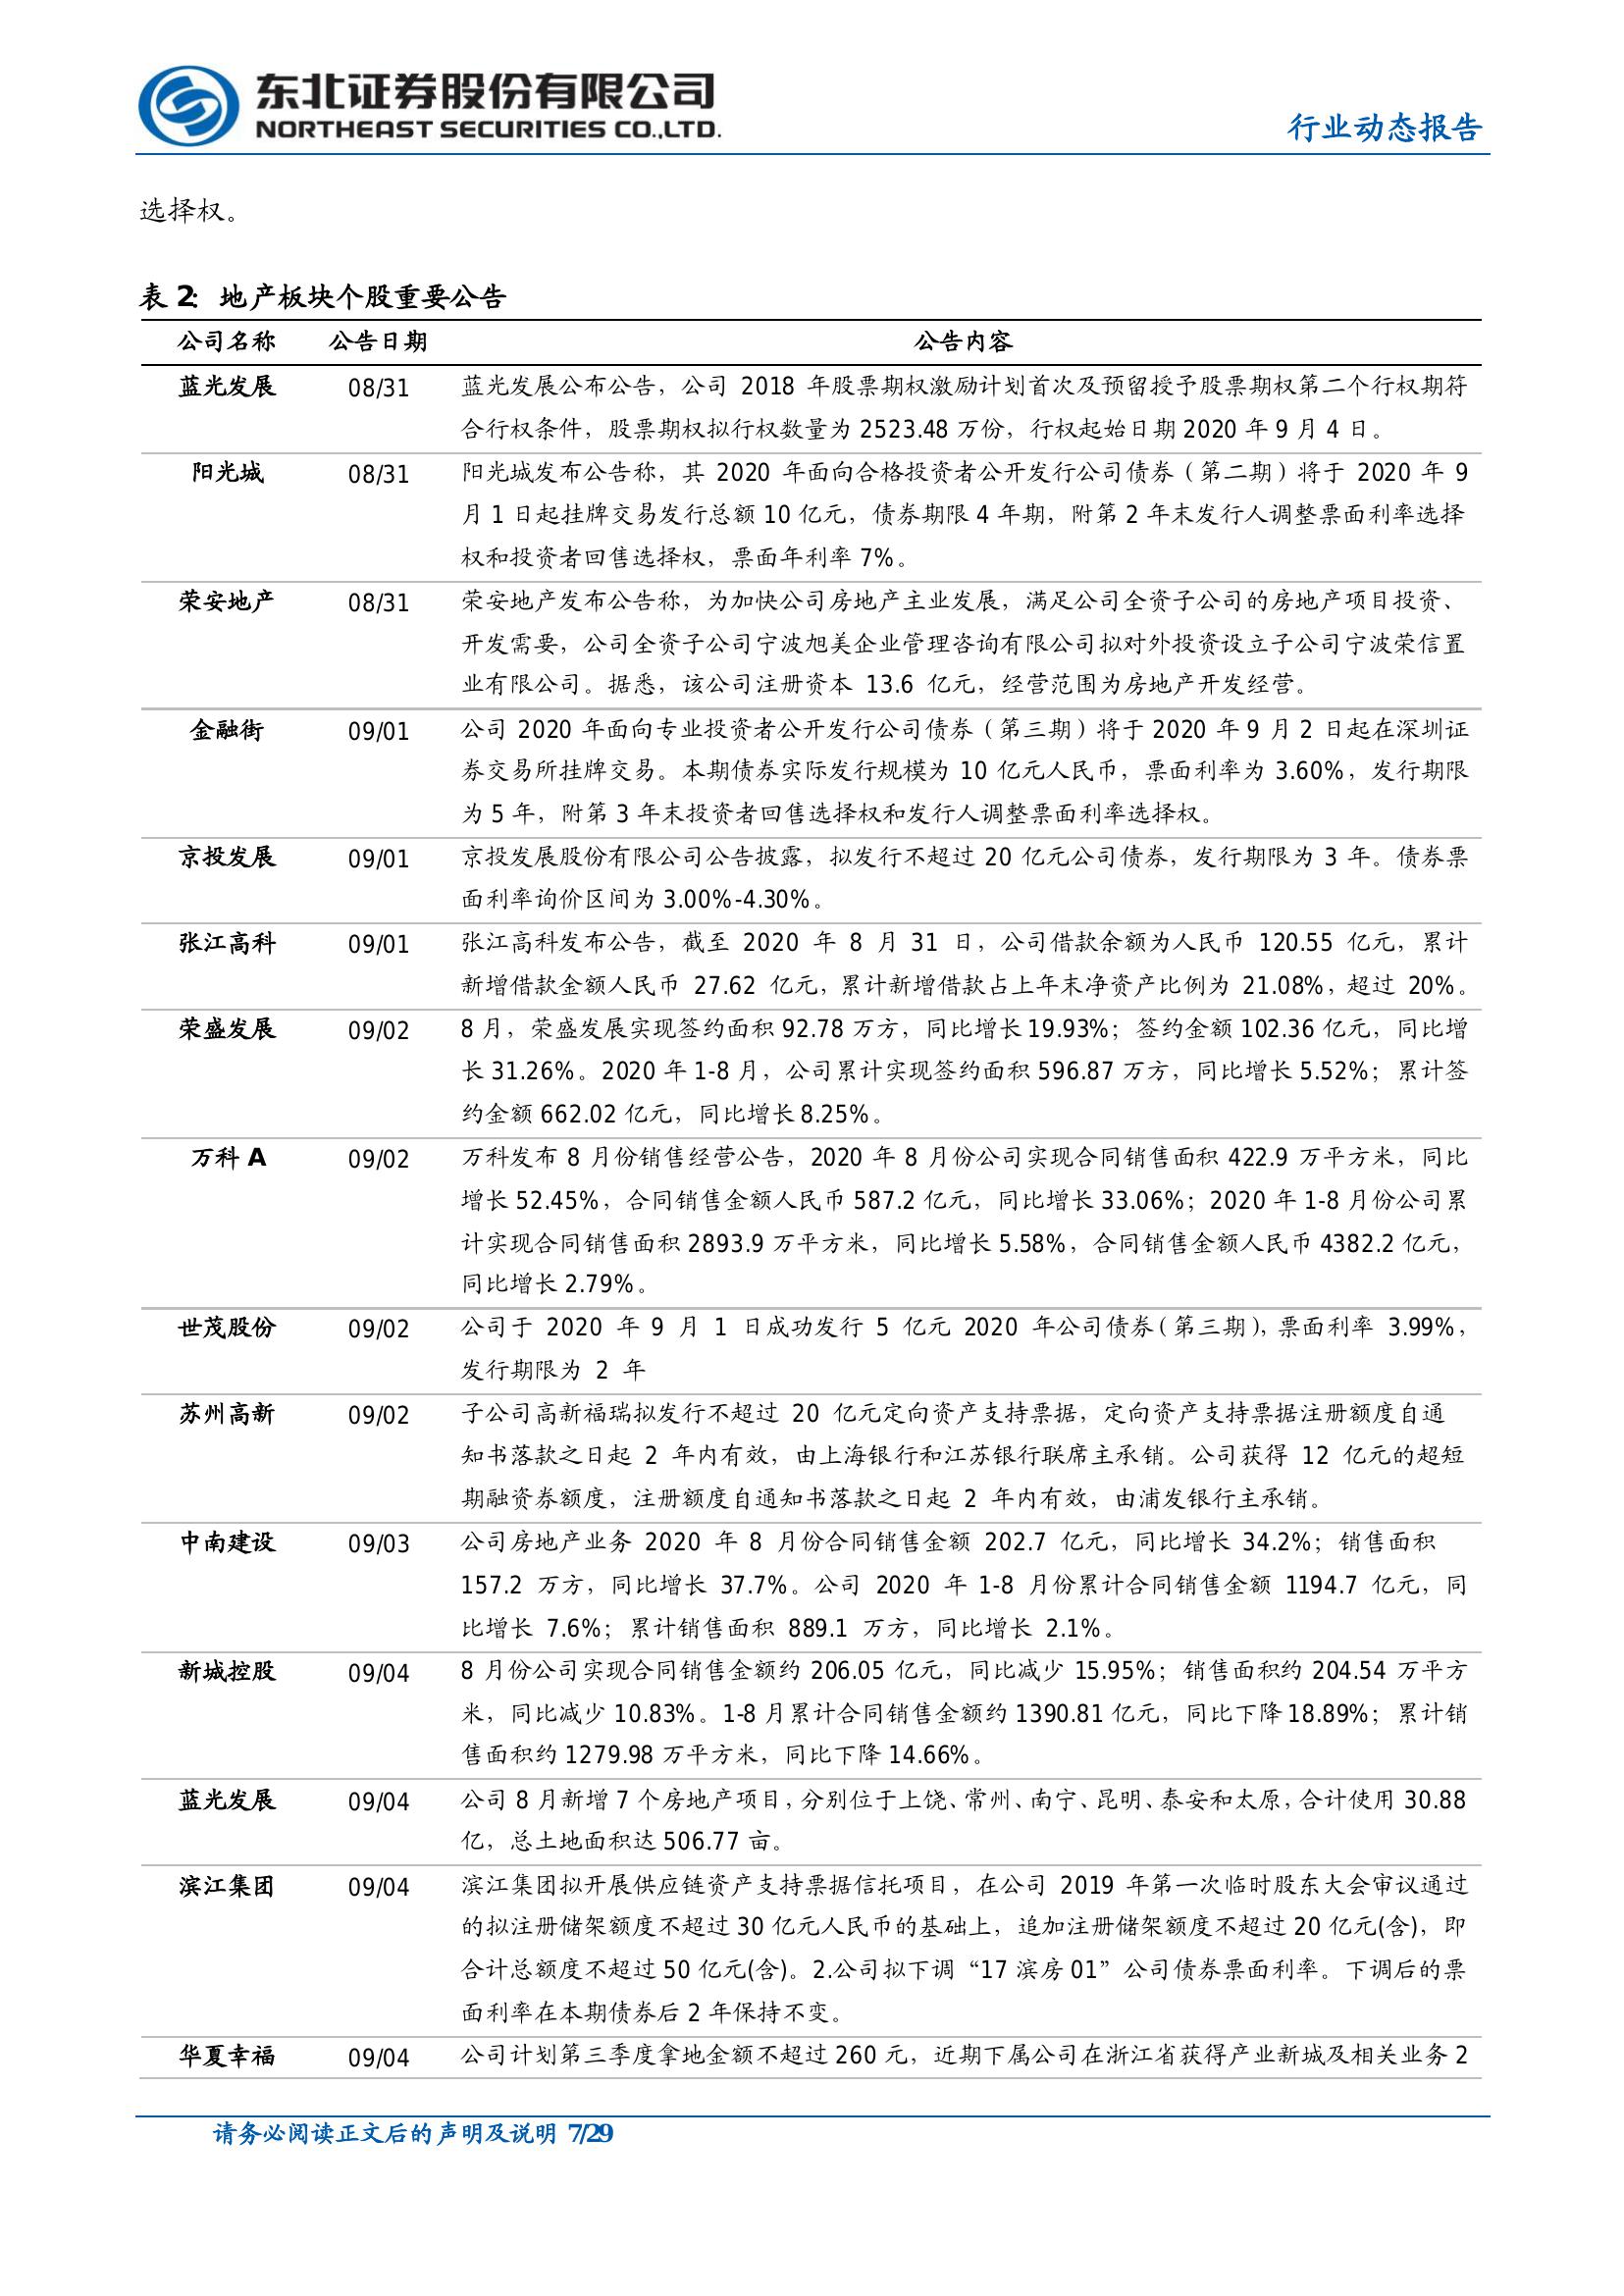 东北证券股份有限公司
NORTHEAST SECURITIES CO.,LTD.
行业动态报告
选择权。
表 2: 地产板块个股重要公告
公司名称 公告日期 公告内容
蓝光发展 08/31 蓝光发展公布公告，公司 2018 年股票期权激励计划首次及预留授予股票期权第二个行权期符
合行权条件，股票期权拟行权数量为 2523.48 万份，行权起始日期 2020 年 9 月 4 日。
阳光城 08/31 阳光城发布公告称，其 2020 年面向合格投资者公开发行公司债券（第二期）将于 2020 年 9
月 1 日起挂牌交易发行总额 10 亿元，债券期限 4 年期，附第 2 年末发行人调整票面利率选择
权和投资者回售选择权，票面年利率 7%。
荣安地产 08/31 荣安地产发布公告称，为加快公司房地产主业发展，满足公司全资子公司的房地产项目投资、
开发需要，公司全资子公司宁波旭美企业管理咨询有限公司拟对外投资设立子公司宁波荣信置
业有限公司。据悉，该公司注册资本 13.6 亿元，经营范围为房地产开发经营。
金融街 09/01 公司 2020 年面向专业投资者公开发行公司债券（第三期）将于 2020 年 9 月 2 日起在深圳证
券交易所挂牌交易。本期债券实际发行规模为 10 亿元人民币，票面利率为 3.60%，发行期限
为 5 年，附第 3 年末投资者回售选择权和发行人调整票面利率选择权。
京投发展 09/01 京投发展股份有限公司公告披露，拟发行不超过 20 亿元公司债券，发行期限为 3 年。债券票
面利率询价区间为 3.00%-4.30%。
张江高科 09/01 张江高科发布公告，截至 2020 年 8 月 31 日，公司借款余额为人民币 120.55 亿元，累计
新增借款金额人民币 27.62 亿元，累计新增借款占上年末净资产比例为 21.08%，超过 20%。
荣盛发展 09/02 8 月，荣盛发展实现签约面积 92.78 万方，同比增长 19.93%；签约金额 102.36 亿元，同比增
长 31.26%。2020 年 1-8 月，公司累计实现签约面积 596.87 万方，同比增长 5.52%；累计签
约金额 662.02 亿元，同比增长 8.25%。
万科 A 09/02 万科发布 8 月份销售经营公告，2020 年 8 月份公司实现合同销售面积 422.9 万平方米，同比
增长 52.45%，合同销售金额人民币 587.2 亿元，同比增长 33.06%；2020 年 1-8 月份公司累
计实现合同销售面积 2893.9 万平方米，同比增长 5.58%，合同销售金额人民币 4382.2 亿元，
同比增长 2.79%。
世茂股份 09/02 公司于 2020 年 9 月 1 日成功发行 5 亿元 2020 年公司债券（第三期），票面利率 3.99%，
发行期限为 2 年
苏州高新 09/02 子公司高新福瑞拟发行不超过 20 亿元定向资产支持票据，定向资产支持票据注册额度自通
知书落款之日起 2 年内有效，由上海银行和江苏银行联席主承销。公司获得 12 亿元的超短
期融资券额度，注册额度自通知书落款之日起 2 年内有效，由浦发银行主承销。
中南建设 09/03 公司房地产业务 2020 年 8 月份合同销售金额 202.7 亿元，同比增长 34.2%；销售面积
157.2 万方，同比增长 37.7%。公司 2020 年 1-8 月份累计合同销售金额 1194.7 亿元，同
比增长 7.6%；累计销售面积 889.1 万方，同比增长 2.1%。
新城控股 09/04 8 月份公司实现合同销售金额约 206.05 亿元，同比减少 15.95%；销售面积约 204.54 万平方
米，同比减少 10.83%。1-8 月累计合同销售金额约 1390.81 亿元，同比下降 18.89%；累计销
售面积约 1279.98 万平方米，同比下降 14.66%。
蓝光发展 09/04 公司 8 月新增 7 个房地产项目，分别位于上饶、常州、南宁、昆明、泰安和太原，合计使用 30.88
亿，总土地面积达 506.77 亩。
滨江集团 09/04 滨江集团拟开展供应链资产支持票据信托项目，在公司 2019 年第一次临时股东大会审议通过
的拟注册储架额度不超过 30 亿元人民币的基础上，追加注册储架额度不超过 20 亿元(含)，即
合计总额度不超过 50 亿元(含)。2.公司拟下调“17 滨房 01”公司债券票面利率。下调后的票
面利率在本期债券后 2 年保持不变。
华夏幸福 09/04 公司计划第三季度拿地金额不超过 260 元，近期下属公司在浙江省获得产业新城及相关业务 2
请务必阅读正文后的声明及说明 7/29